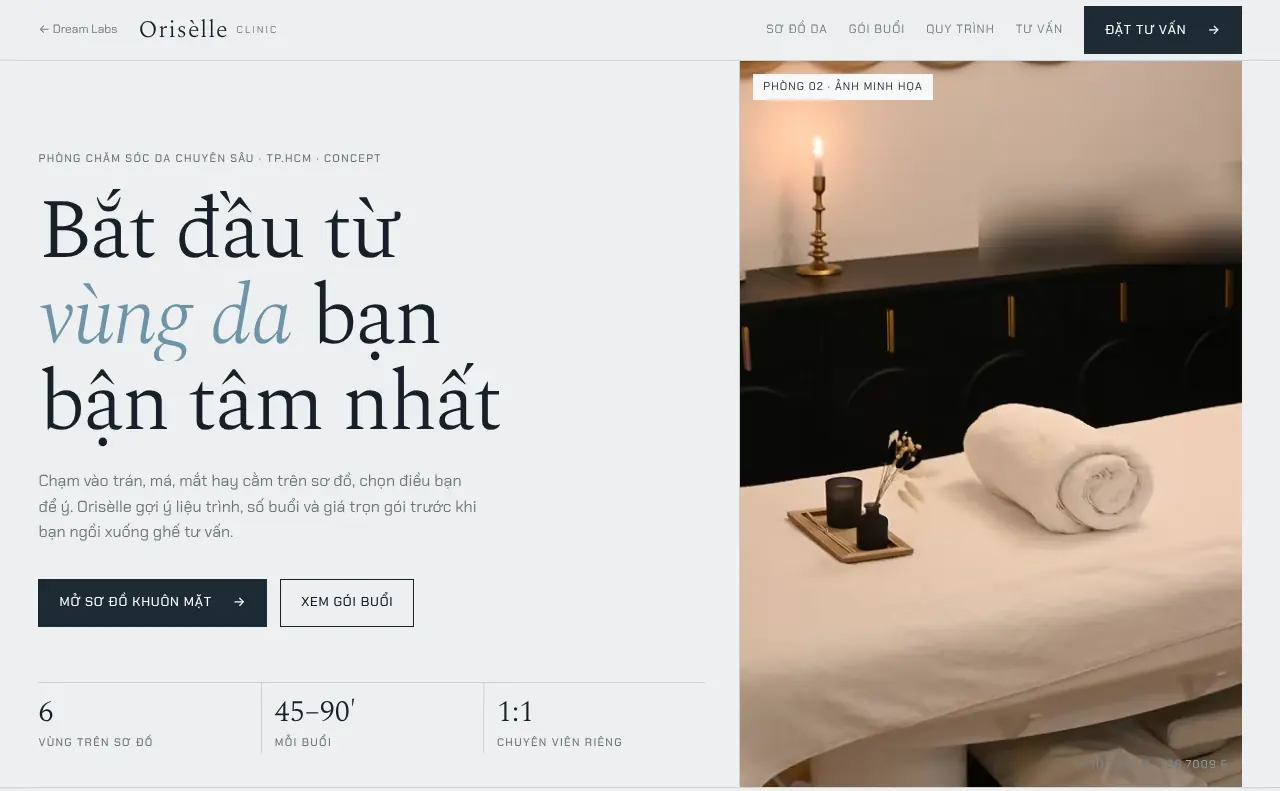 ← Dream Labs
Orisèlle CLINIC
SƠ ĐỒ DA
GÓI BUỔI
QUY TRÌNH
TƯ VẤN
ĐẶT TƯ VẤN →
PHÒNG 02 · ẢNH MINH HỌA
PHÒNG CHĂM SÓC DA CHUYÊN SÂU · TP.HCM · CONCEPT
Bắt đầu từ
vùng da bạn
bận tâm nhất
Chạm vào trán, má, mắt hay cằm trên sơ đồ, chọn điều bạn
để ý. Orisèlle gợi ý liệu trình, số buổi và giá trọn gói trước khi
bạn ngồi xuống ghế tư vấn.
MỞ SƠ ĐỒ KHUÔN MẶT →
XEM GÓI BUỔI
6
VÙNG TRÊN SƠ ĐỒ
45–90'
MỖI BUỔI
1:1
CHUYÊN VIÊN RIÊNG